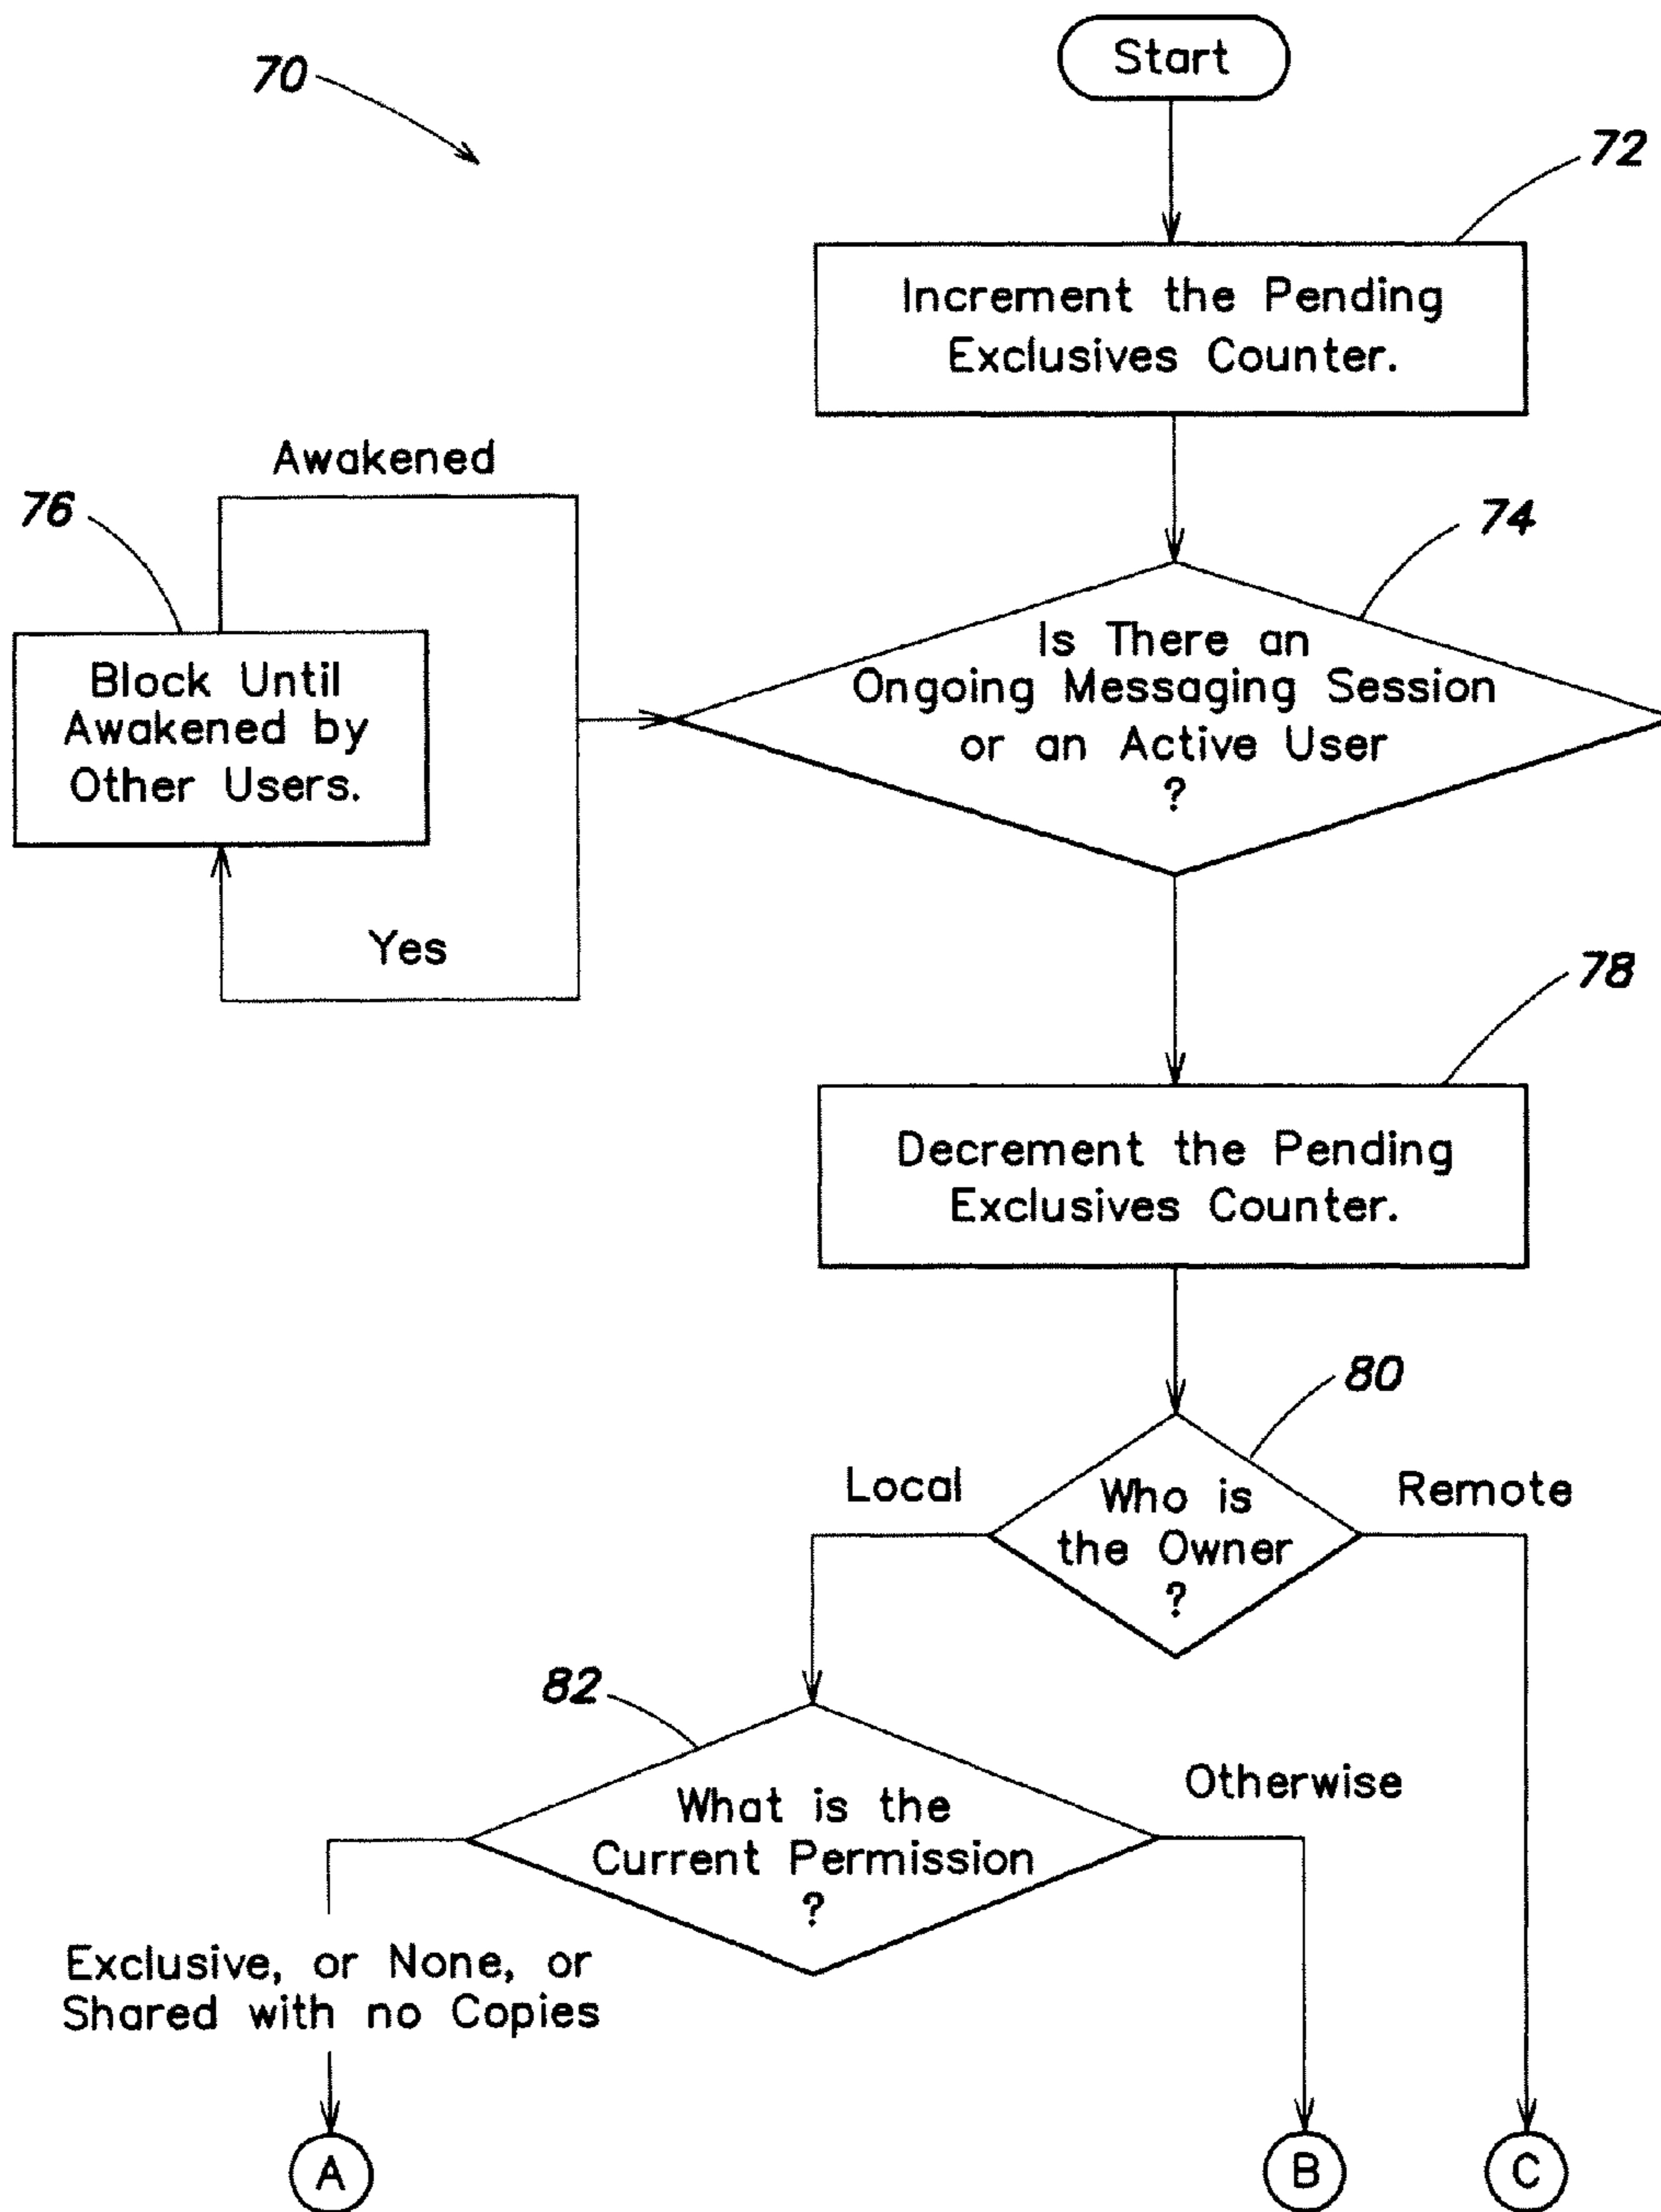 Start
70
72
Increment the Pending
Exclusives Counter.
Awakened
76
74
Block Until
Awakened by
Other Users.
Is There an
Ongoing Messaging Session
or an Active User
?
Yes
78
Decrement the Pending
Exclusives Counter.
80
Local
Who is
the Owner
?
Remote
82
What is the
Current Permission
?
Otherwise
Exclusive, or None, or
Shared with no Copies
A
B
C